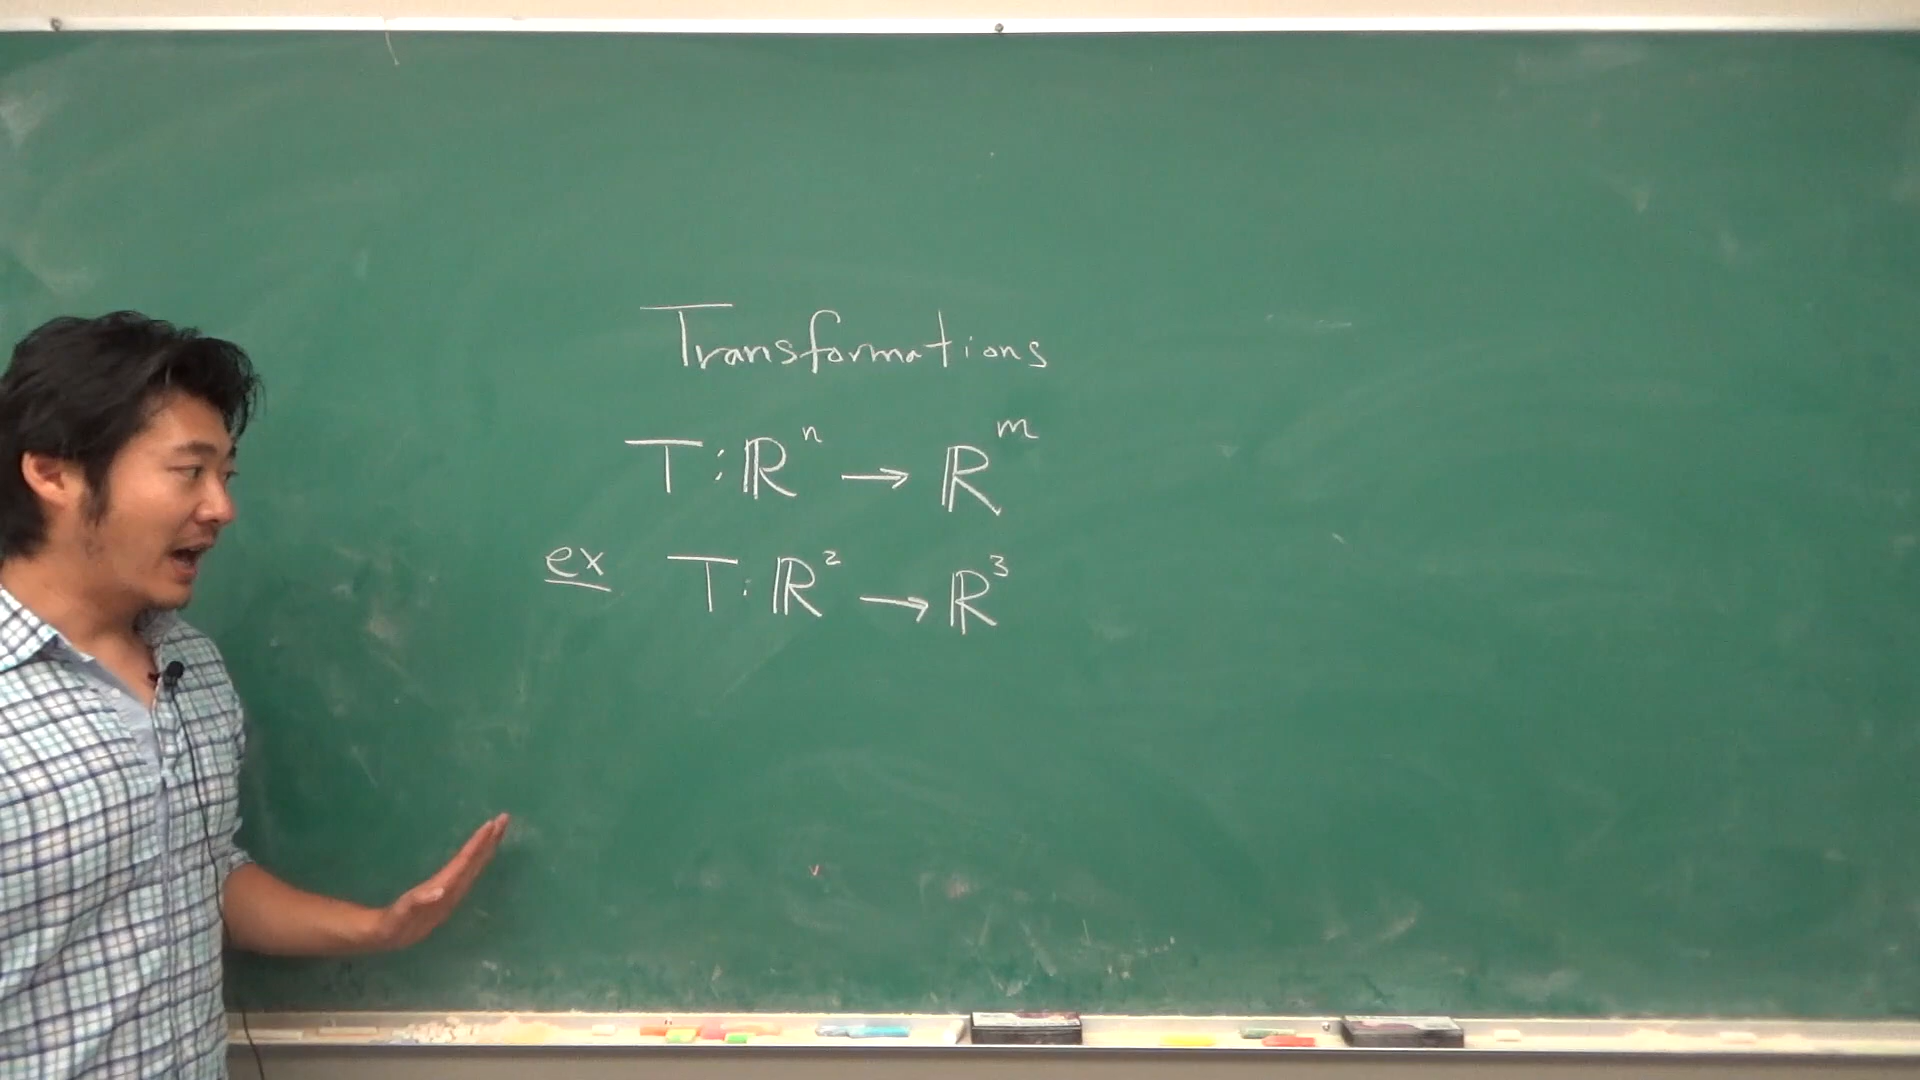 Transformations
T : ℝⁿ → ℝᵐ
ex T : ℝ² → ℝ³